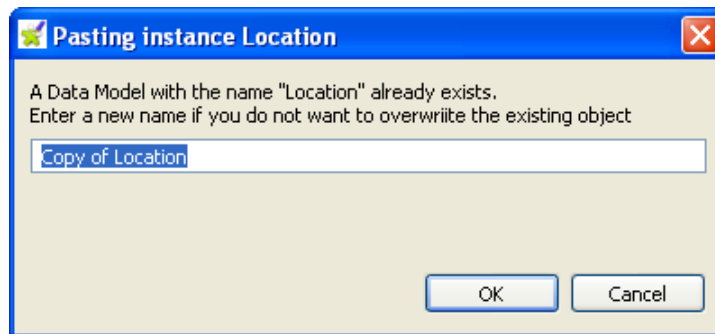 Pasting instance Location
A Data Model with the name "Location" already exists.
Enter a new name if you do not want to overwriite the existing object
Copy of Location
OK
Cancel